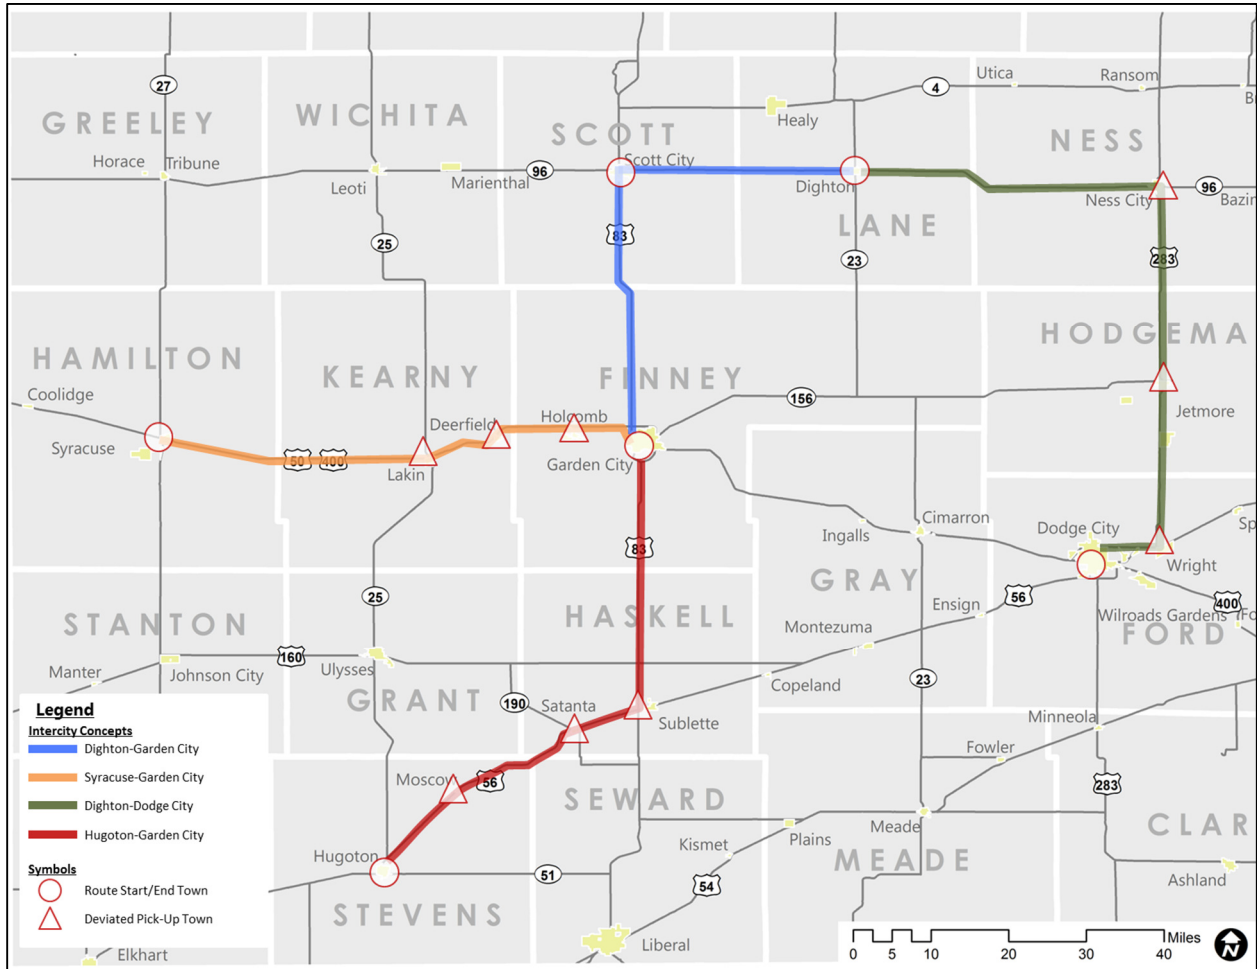 27
Utica
Ransom
4
GREELEY
WICHITA
SCOTT
Healy
NESS
Horace
Tribune
Scott City
Leoti
Marienthal
96
Dighton
Ness City
96
Bazin
LANE
25
83
23
283
HAMILTON
KEARNY
FINNEY
HODGEMA
Coolidge
156
Deerfield
Holcomb
Jetmore
Syracuse
50
400
Lakin
Garden City
83
Ingalls
Cimarron
Dodge City
Sp
Wright
GRAY
25
HASKELL
Ensign
56
400
Wilroads Gardens
Fo
STANTON
Montezuma
FORD
160
Ulysses
Manter
Johnson City
Copeland
23
GRANT
190
Satanta
Sublette
Minneola
Fowler
Moscow
56
SEWARD
283
CLAR
Hugoton
Kismet
Plains
Meade
MEADE
51
54
Ashland
STEVENS
Liberal
Elkhart
Legend
Intercity Concepts
Dighton-Garden City
Syracuse-Garden City
Dighton-Dodge City
Hugoton-Garden City
Symbols
Route Start/End Town
Deviated Pick-Up Town
Miles
0 5 10 20 30 40
N